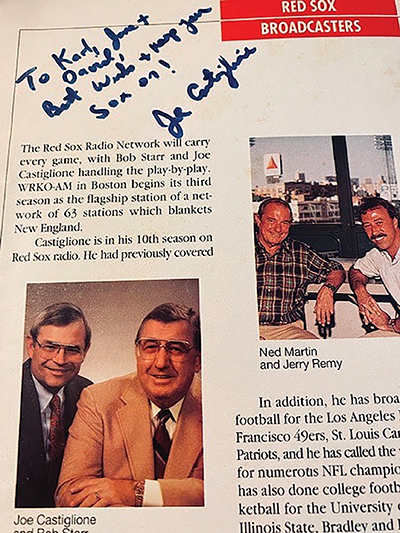 RED SOX
BROADCASTERS
To Karl, +
David,
Best Wishes + keep your
Sox on!
Joe Castiglione
The Red Sox Radio Network will carry
every game, with Bob Starr and Joe
Castiglione handling the play-by-play.
WRKO-AM in Boston begins its third
season as the flagship station of a net-
work of 63 stations which blankets
New England.
Castiglione is in his 10th season on
Red Sox radio. He had previously covered
Joe Castiglione
and Bob Starr
Ned Martin
and Jerry Remy
In addition, he has broa
football for the Los Angeles
Francisco 49ers, St. Louis Car
Patriots, and he has called the
for numerous NFL champio
has also done college footb
ketball for the University o
Illinois State, Bradley and